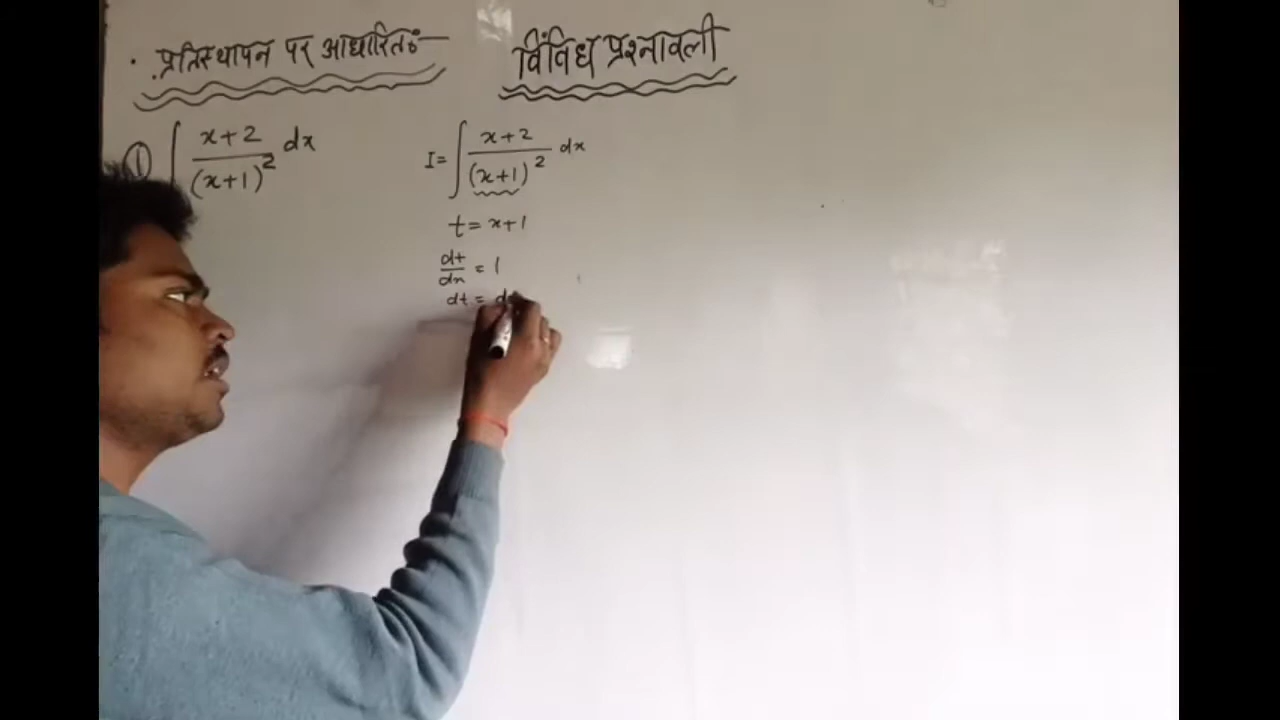 · प्रतिस्थापन पर आधारितः— विविध प्रश्नावली
① ∫ x+2 / (x+1)² dx
I = ∫ x+2 / (x+1)² dx
t = x+1
dt/dx = 1
dt =